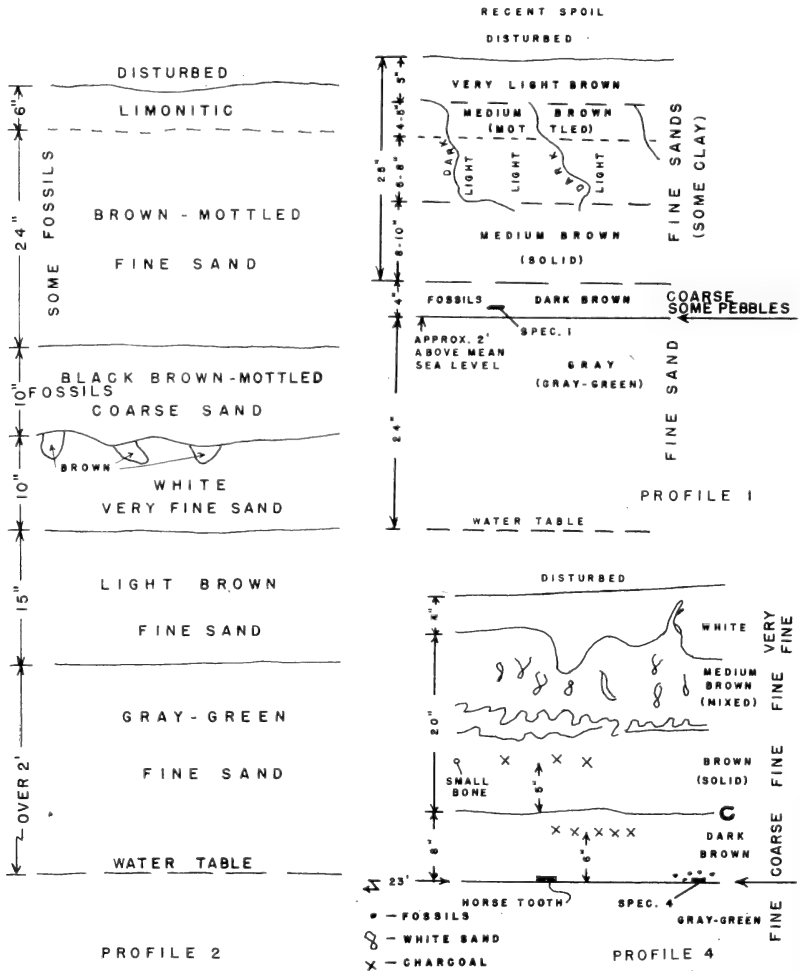 DISTURBED
6"
LIMONITIC
24"
SOME FOSSILS
BROWN - MOTTLED
FINE SAND
10"
BLACK BROWN-MOTTLED
FOSSILS
COARSE SAND
10"
BROWN
WHITE
VERY FINE SAND
15"
LIGHT BROWN
FINE SAND
OVER 2'
GRAY-GREEN
FINE SAND
WATER TABLE
PROFILE 2
RECENT SPOIL
DISTURBED
25"
5"
VERY LIGHT BROWN
4-5"
MEDIUM BROWN
(MOTTLED)
6-8"
DARK
LIGHT
LIGHT
DARK
LIGHT
8-10"
MEDIUM BROWN
(SOLID)
FINE SANDS
(SOME CLAY)
4"
FOSSILS
DARK BROWN
COARSE
SOME PEBBLES
SPEC. 1
APPROX. 2'
ABOVE MEAN
SEA LEVEL
24"
GRAY
(GRAY-GREEN)
FINE SAND
PROFILE 1
WATER TABLE
DISTURBED
4"
WHITE
VERY
FINE
20"
MEDIUM
BROWN
(MIXED)
FINE
SMALL
BONE
5"
BROWN
(SOLID)
FINE
C
8"
6"
DARK
BROWN
COARSE
23'
HORSE TOOTH
SPEC. 4
GRAY-GREEN
FINE
– FOSSILS
– WHITE SAND
X – CHARCOAL
PROFILE 4